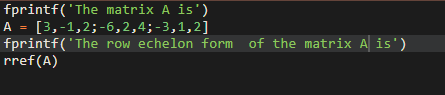 fprintf('The matrix A is')
A = [3,-1,2;-6,2,4;-3,1,2]
fprintf('The row echelon form  of the matrix A is')
rref(A)